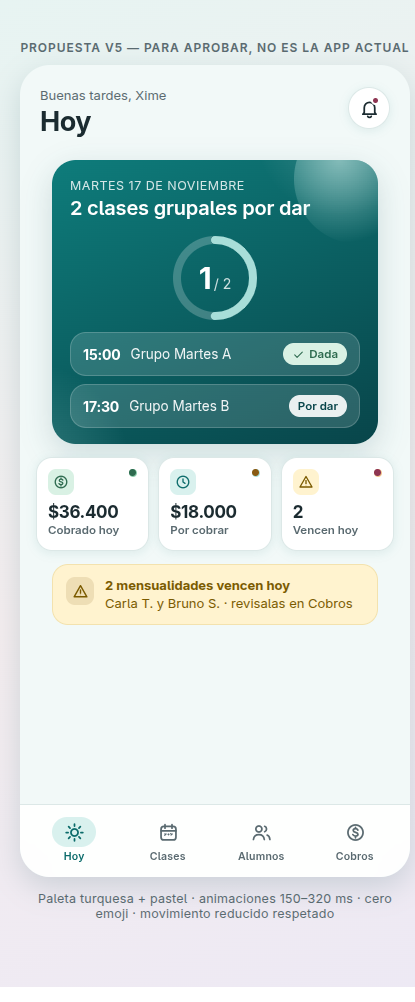 PROPUESTA V5 — PARA APROBAR, NO ES LA APP ACTUAL
Buenas tardes, Xime
Hoy
MARTES 17 DE NOVIEMBRE
2 clases grupales por dar
1 / 2
15:00 Grupo Martes A Dada
17:30 Grupo Martes B Por dar
$36.400
Cobrado hoy
$18.000
Por cobrar
2
Vencen hoy
2 mensualidades vencen hoy
Carla T. y Bruno S. · revisalas en Cobros
Hoy
Clases
Alumnos
Cobros
Paleta turquesa + pastel · animaciones 150–320 ms · cero
emoji · movimiento reducido respetado